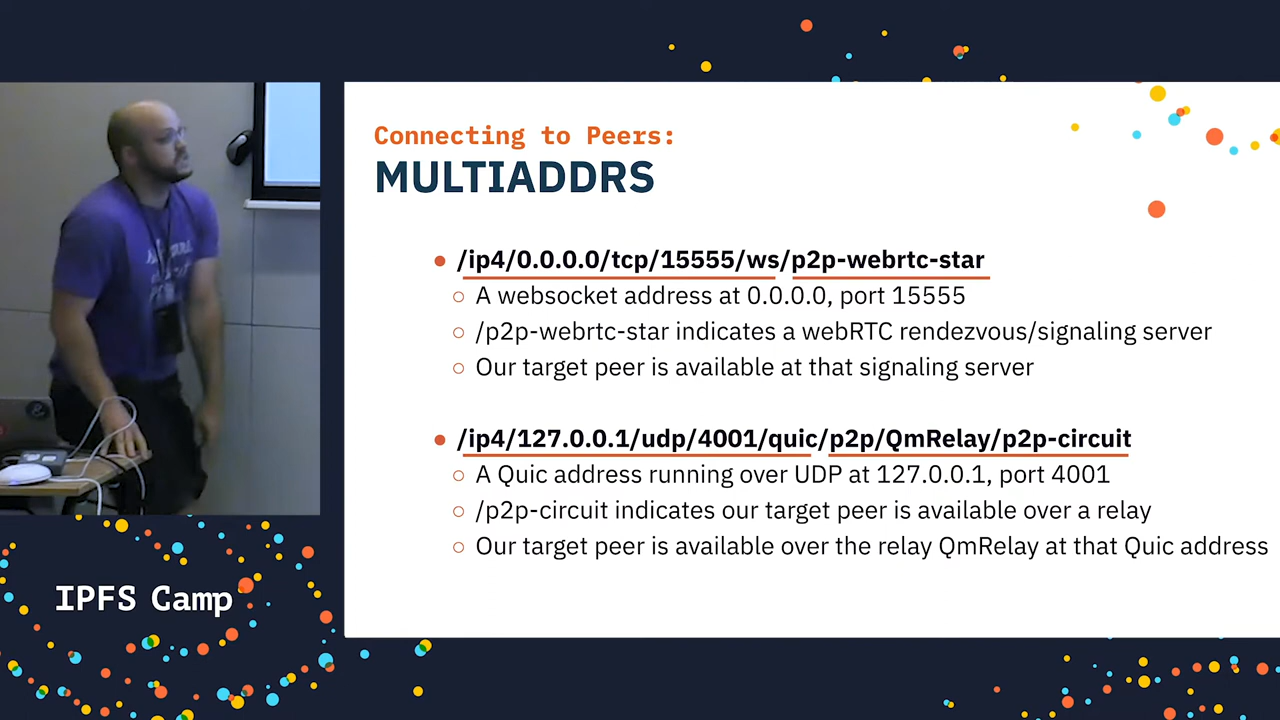 Connecting to Peers:
MULTIADDRS
● /ip4/0.0.0.0/tcp/15555/ws/p2p-webrtc-star
○ A websocket address at 0.0.0.0, port 15555
○ /p2p-webrtc-star indicates a webRTC rendezvous/signaling server
○ Our target peer is available at that signaling server
● /ip4/127.0.0.1/udp/4001/quic/p2p/QmRelay/p2p-circuit
○ A Quic address running over UDP at 127.0.0.1, port 4001
○ /p2p-circuit indicates our target peer is available over a relay
○ Our target peer is available over the relay QmRelay at that Quic address
IPFS Camp